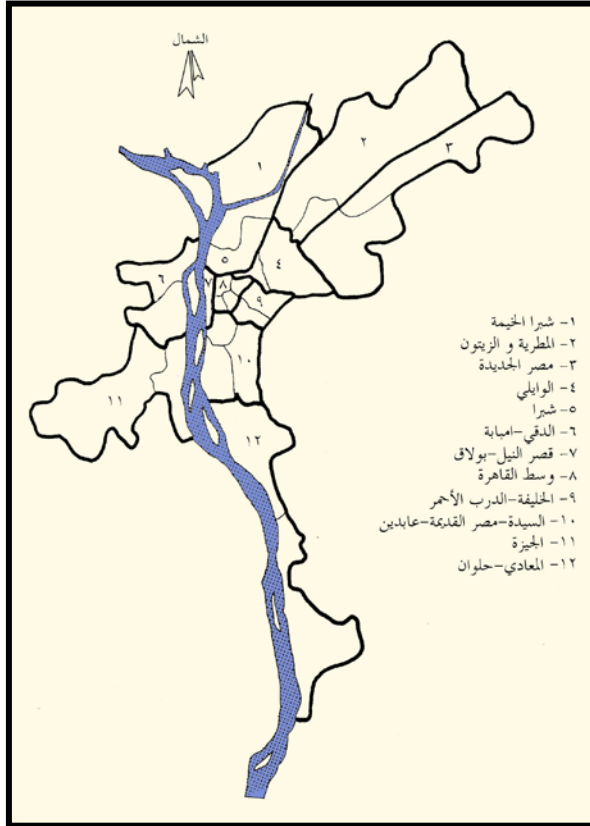 الشمال
١
٢
٣
٤
٥
٦
٧
٨
٩
١٠
١١
١٢
١- شبرا الخيمة
٢- المطرية و الزيتون
٣- مصر الجديدة
٤- الوايلي
٥- شبرا
٦- الدقي-امبابة
٧- قصر النيل-بولاق
٨- وسط القاهرة
٩- الخليفة-الدرب الأحمر
١٠- السيدة-مصر القديمة-عابدين
١١- الجيزة
١٢- المعادي-حلوان